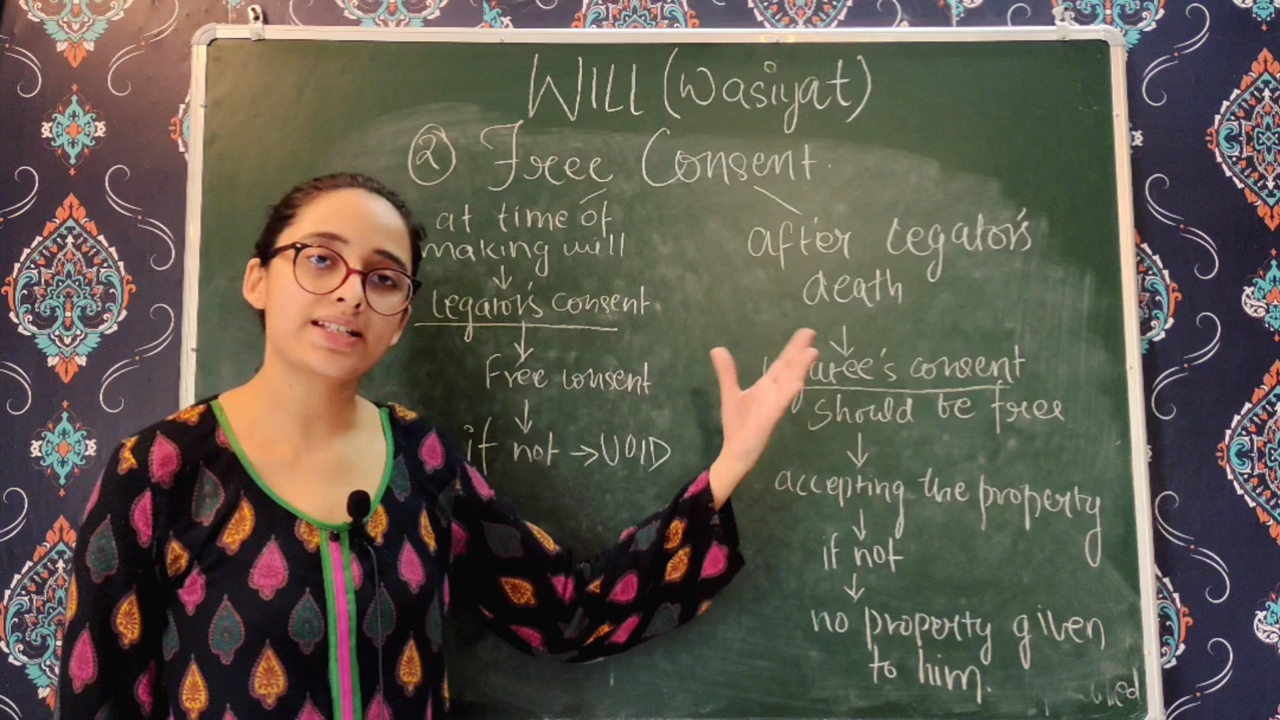 WILL (Wasiyat)
② Free Consent.
at time of
making will
↓
Legator's consent
↓
Free consent
↓
if not → VOID
after Legator's
death
↓
consent
should be free
↓
accepting the property
↓
if not
↓
no property given
to him.